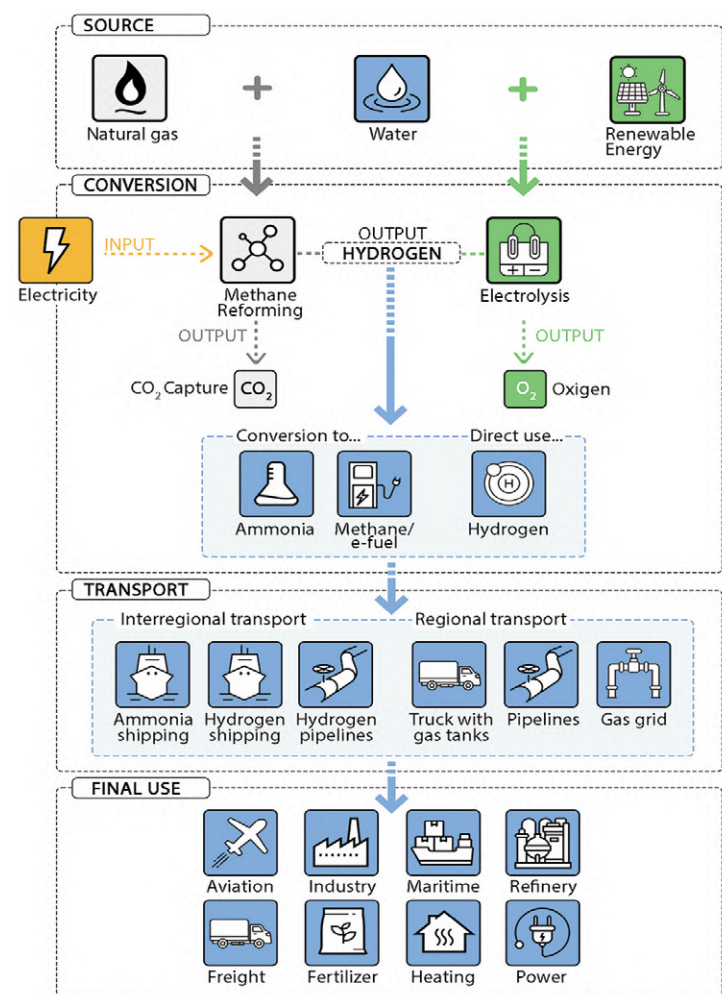 SOURCE
+
+
Natural gas
Water
Renewable
Energy
CONVERSION
INPUT
OUTPUT
HYDROGEN
+ −
Electricity
Methane
Reforming
Electrolysis
OUTPUT
OUTPUT
CO2 Capture
CO2
O2
Oxigen
Conversion to...
Direct use...
H
Ammonia
Methane/
e-fuel
Hydrogen
TRANSPORT
Interregional transport
Regional transport
Ammonia
shipping
Hydrogen
shipping
Hydrogen
pipelines
Truck with
gas tanks
Pipelines
Gas grid
FINAL USE
Aviation
Industry
Maritime
Refinery
Freight
Fertilizer
Heating
Power